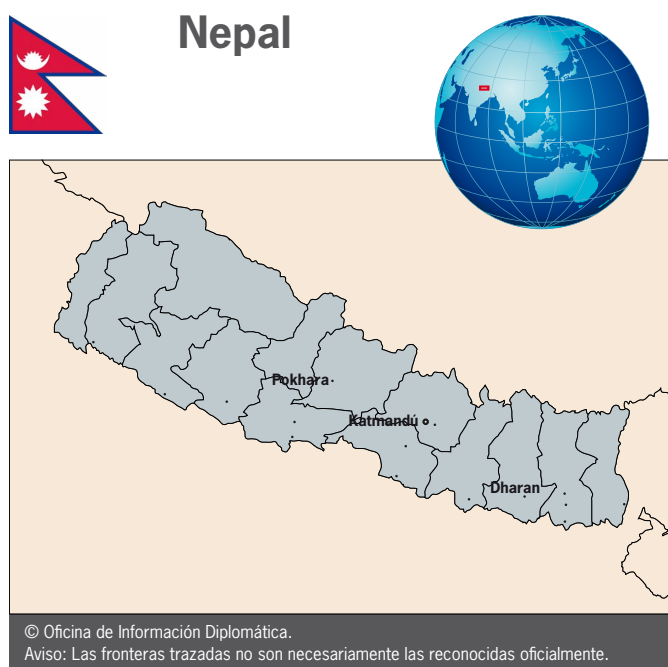 Nepal
Pokhara
Katmandú
Dharan
© Oficina de Información Diplomática.
Aviso: Las fronteras trazadas no son necesariamente las reconocidas oficialmente.